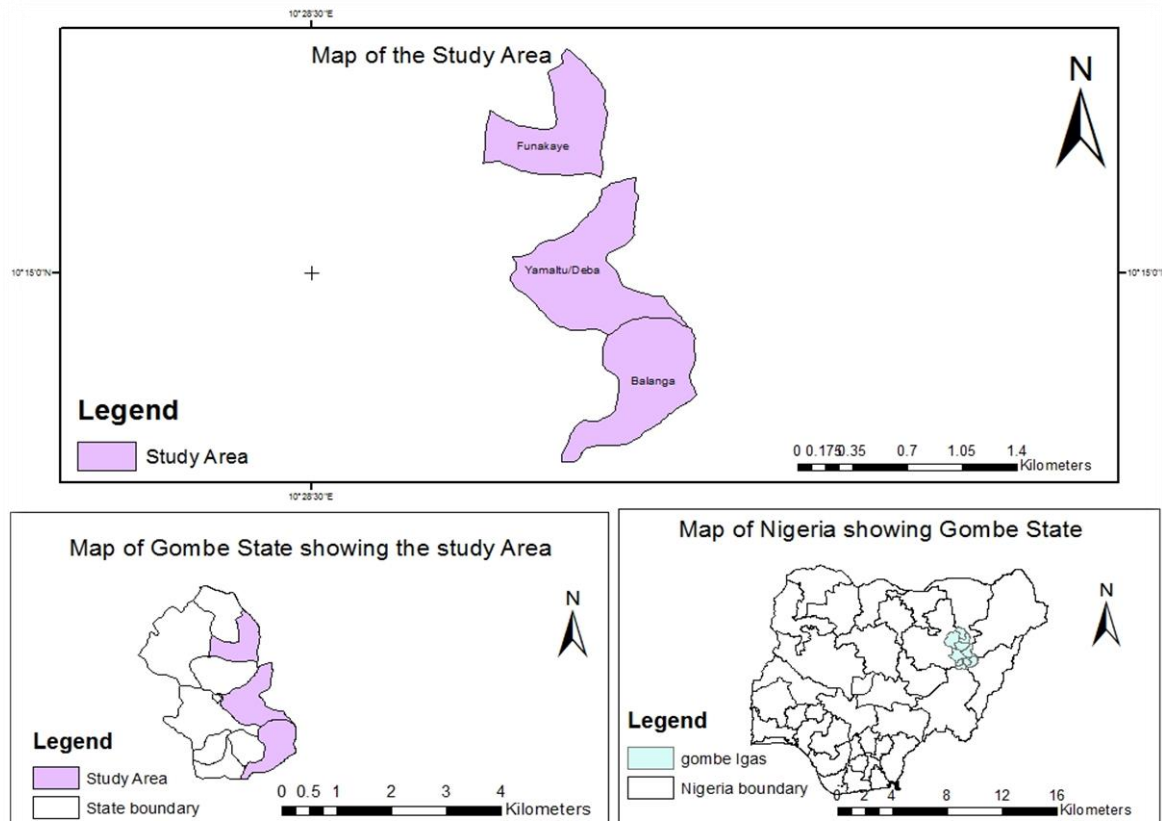 10°28'30"E
Map of the Study Area
N
Funakaye
10°15'0"N
10°15'0"N
Yamaltu/Deba
Balanga
Legend
Study Area
0 0.175 0.35 0.7 1.05 1.4
Kilometers
10°28'30"E
Map of Gombe State showing the study Area
N
Legend
Study Area
State boundary
0 0.5 1 2 3 4
Kilometers
Map of Nigeria showing Gombe State
N
Legend
gombe lgas
Nigeria boundary
0 2 4 8 12 16
Kilometers